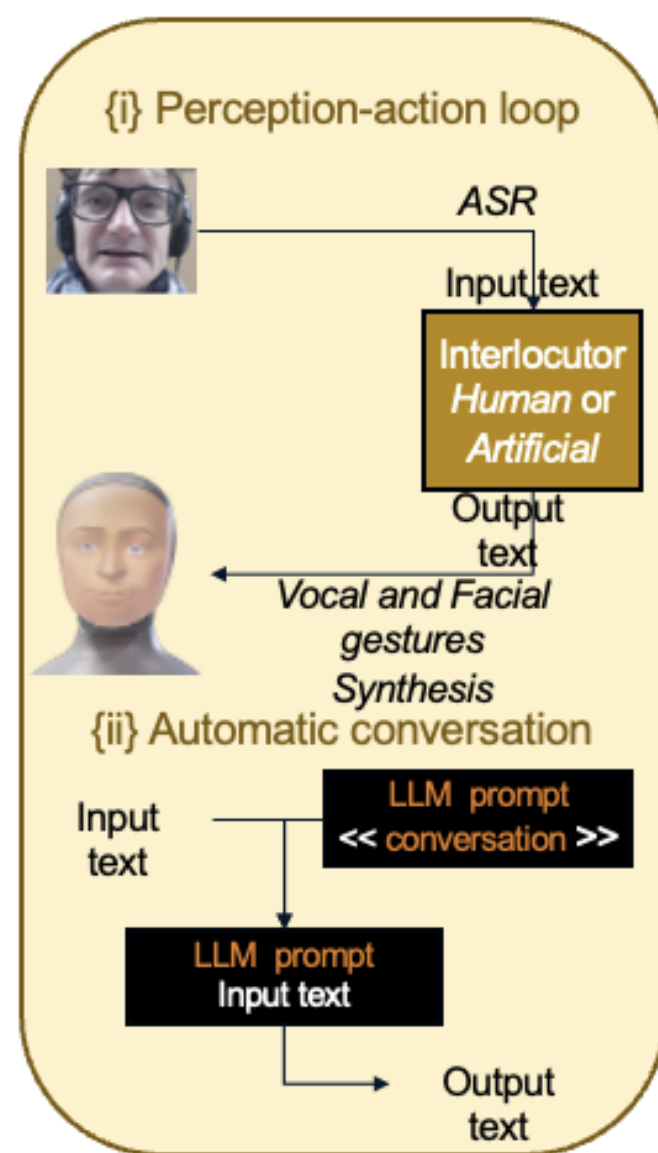 {i} Perception-action loop
ASR
Input text
Interlocutor
Human or
Artificial
Output
text
Vocal and Facial
gestures
Synthesis
{ii} Automatic conversation
Input
text
LLM prompt
<< conversation >>
LLM prompt
Input text
Output
text